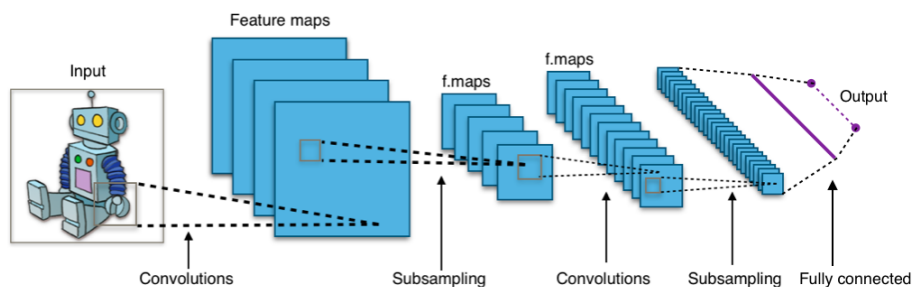 Feature maps
f.maps
f.maps
Input
Output
Convolutions
Subsampling
Convolutions
Subsampling
Fully connected